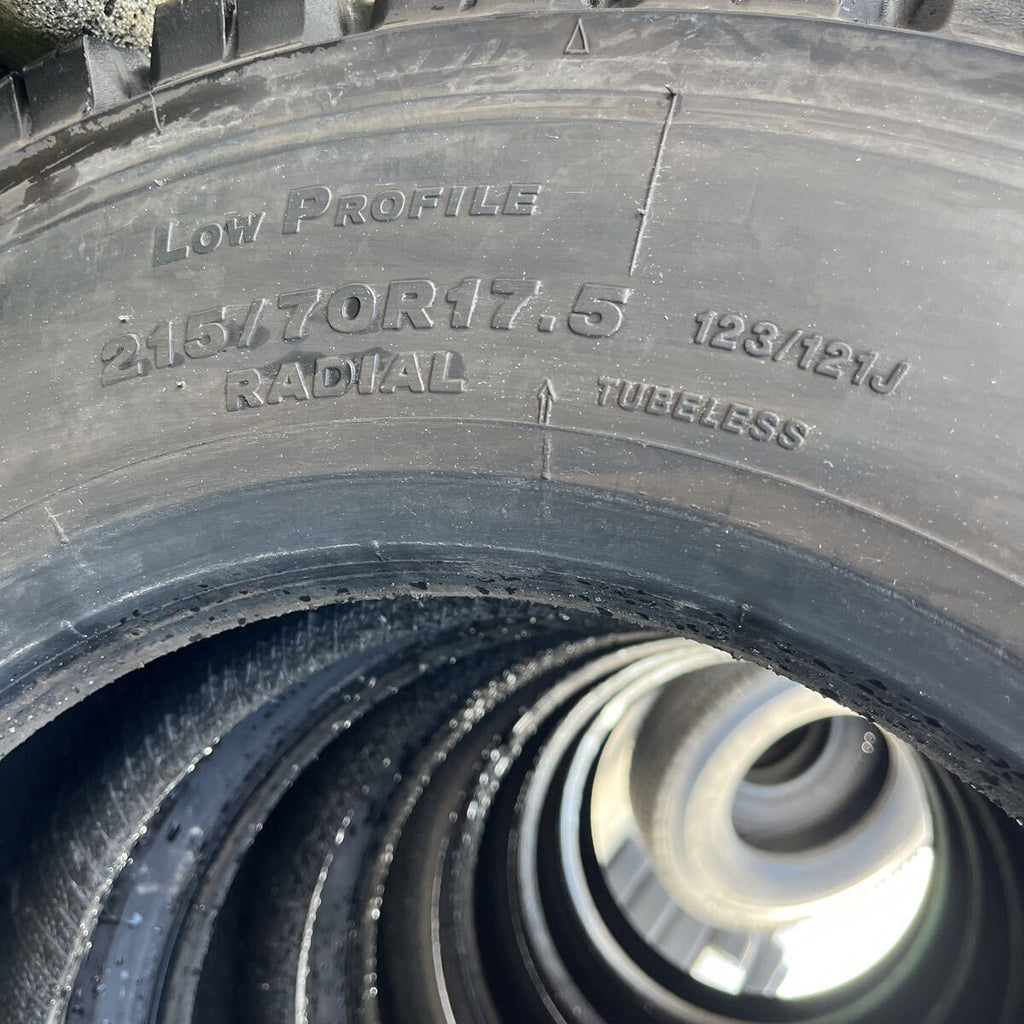 LOW PROFILE
215/70R17.5 123/121J
RADIAL TUBELESS